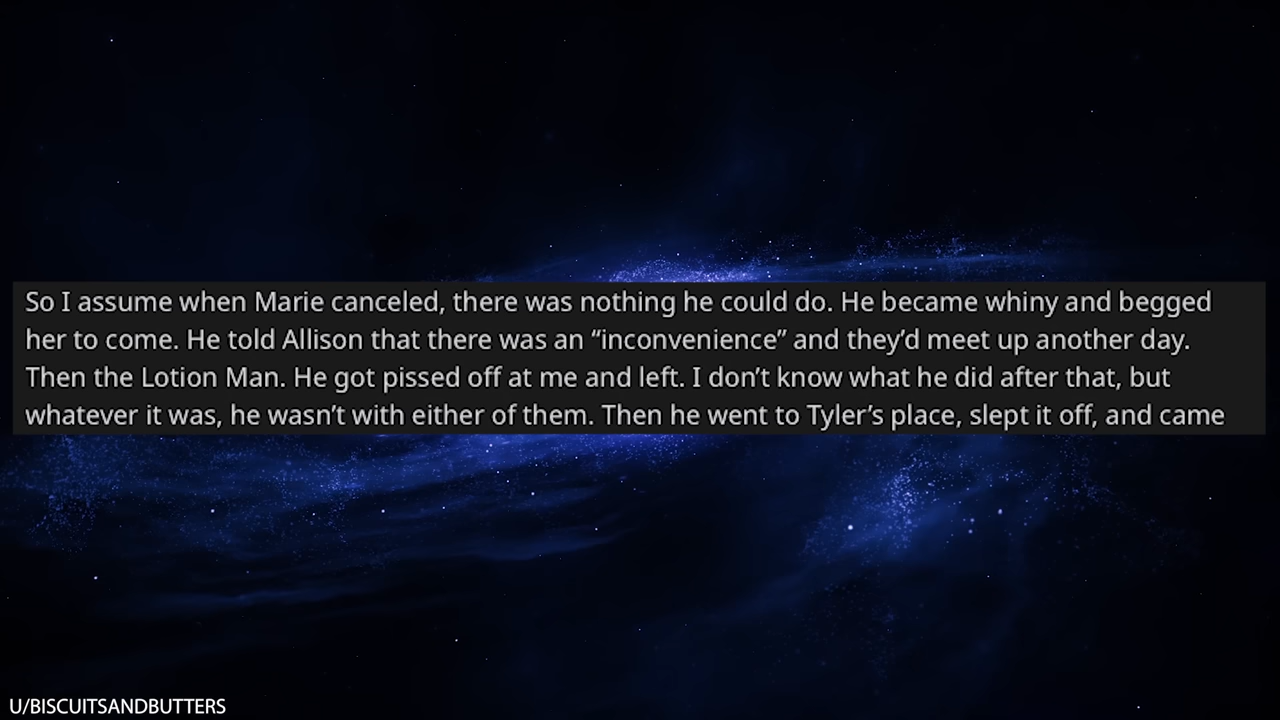 So I assume when Marie canceled, there was nothing he could do. He became whiny and begged
her to come. He told Allison that there was an “inconvenience” and they’d meet up another day.
Then the Lotion Man. He got pissed off at me and left. I don’t know what he did after that, but
whatever it was, he wasn’t with either of them. Then he went to Tyler’s place, slept it off, and came
U/BISCUITSANDBUTTERS